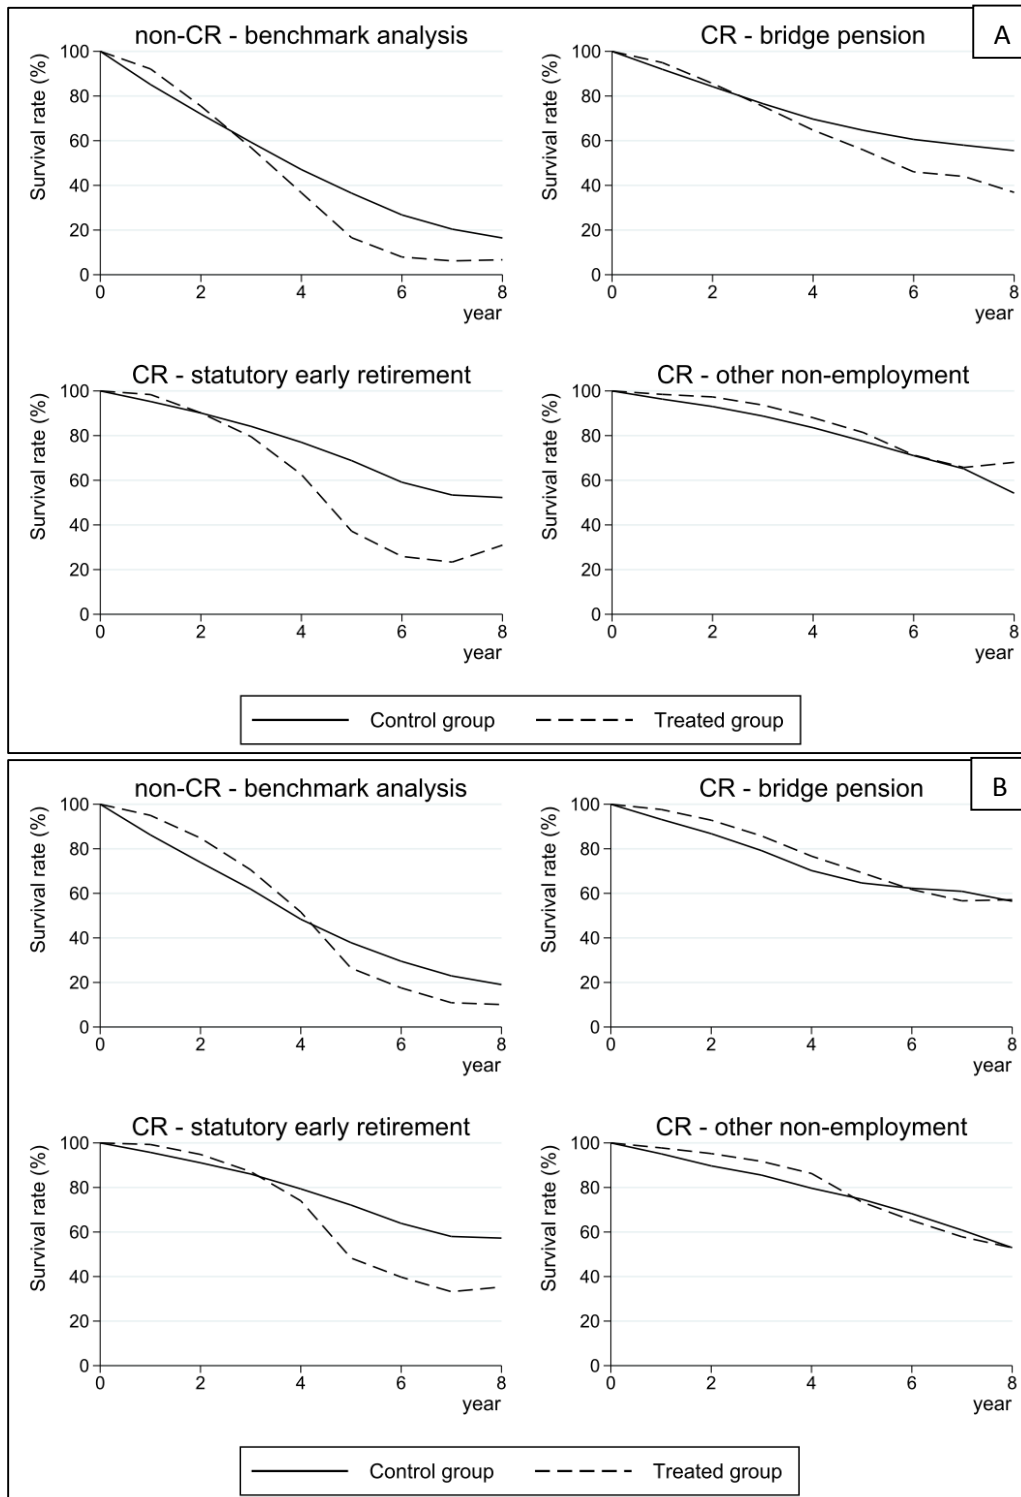 A
non-CR - benchmark analysis
Survival rate (%)
100
80
60
40
20
0
0 2 4 6 8
year
CR - bridge pension
Survival rate (%)
100
80
60
40
20
0
0 2 4 6 8
year
CR - statutory early retirement
Survival rate (%)
100
80
60
40
20
0
0 2 4 6 8
year
CR - other non-employment
Survival rate (%)
100
80
60
40
20
0
0 2 4 6 8
year
Control group Treated group
B
non-CR - benchmark analysis
Survival rate (%)
100
80
60
40
20
0
0 2 4 6 8
year
CR - bridge pension
Survival rate (%)
100
80
60
40
20
0
0 2 4 6 8
year
CR - statutory early retirement
Survival rate (%)
100
80
60
40
20
0
0 2 4 6 8
year
CR - other non-employment
Survival rate (%)
100
80
60
40
20
0
0 2 4 6 8
year
Control group Treated group